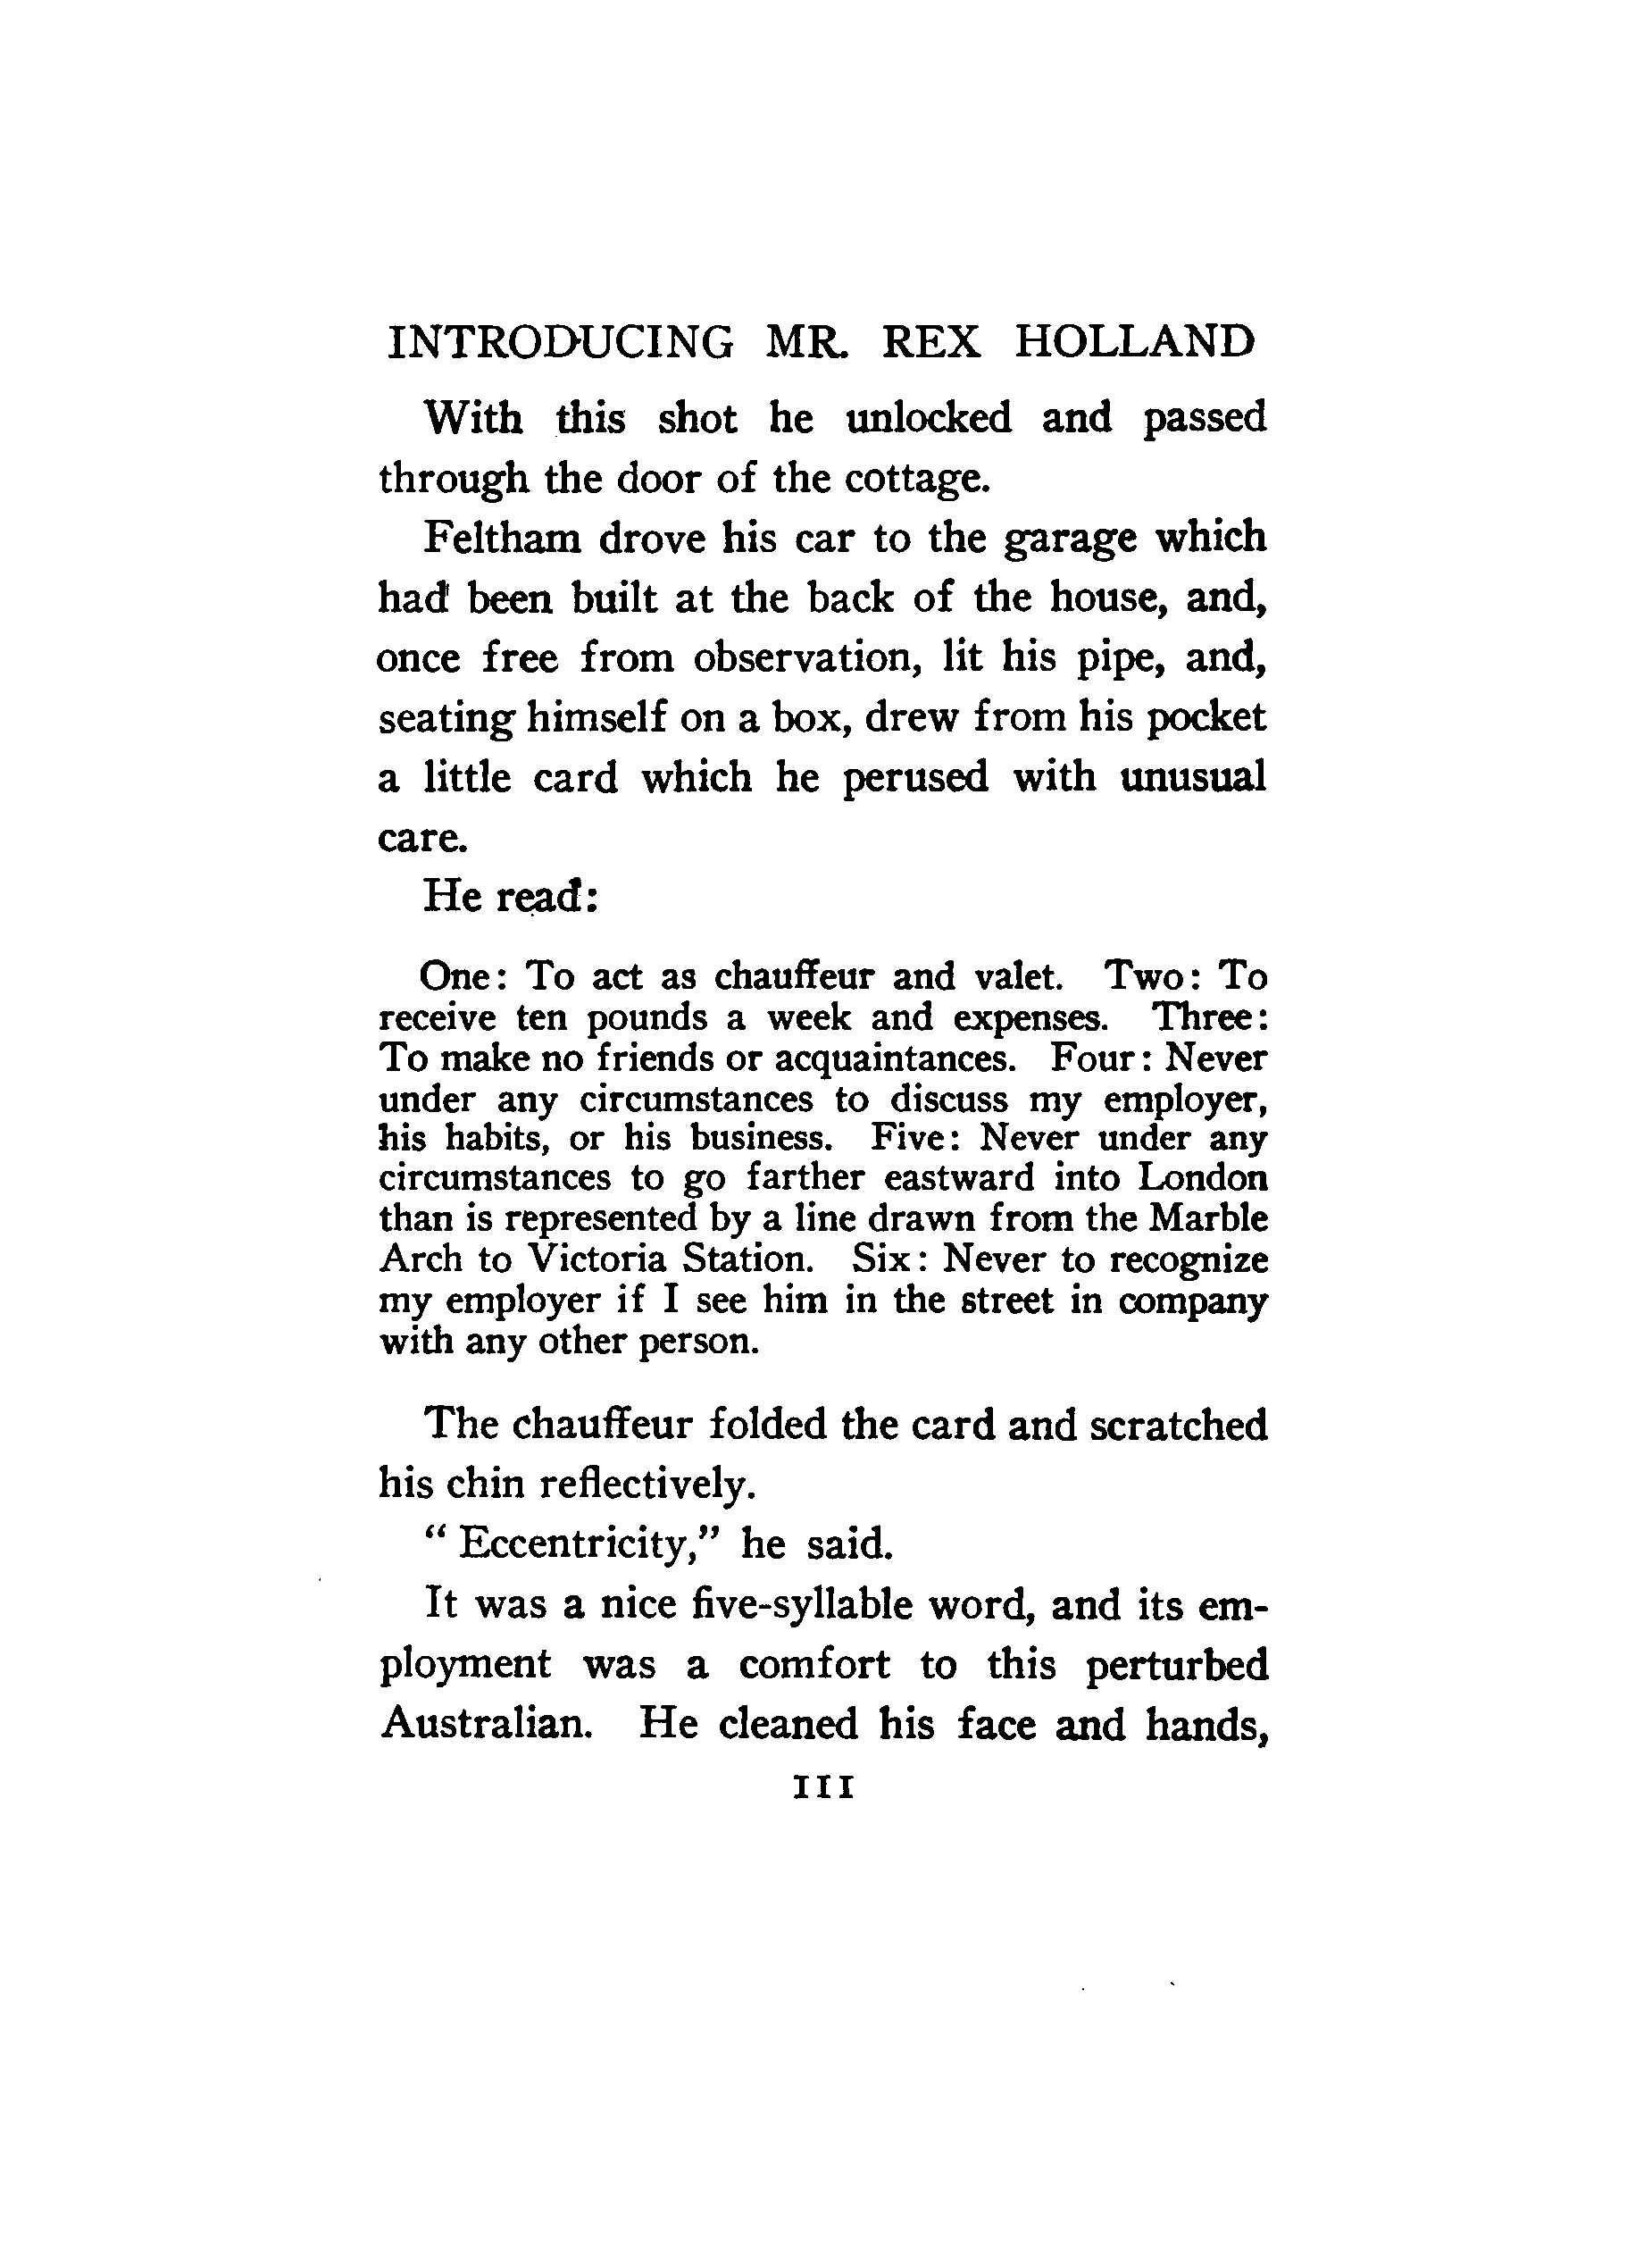 INTRODUCING MR. REX HOLLAND
With this shot he unlocked and passed
through the door of the cottage.
Feltham drove his car to the garage which
had been built at the back of the house, and,
once free from observation, lit his pipe, and,
seating himself on a box, drew from his pocket
a little card which he perused with unusual
care.
He read:
One: To act as chauffeur and valet. Two: To
receive ten pounds a week and expenses. Three:
To make no friends or acquaintances. Four: Never
under any circumstances to discuss my employer,
his habits, or his business. Five: Never under any
circumstances to go farther eastward into London
than is represented by a line drawn from the Marble
Arch to Victoria Station. Six: Never to recognize
my employer if I see him in the street in company
with any other person.
The chauffeur folded the card and scratched
his chin reflectively.
“Eccentricity,” he said.
It was a nice five-syllable word, and its em-
ployment was a comfort to this perturbed
Australian. He cleaned his face and hands,
111